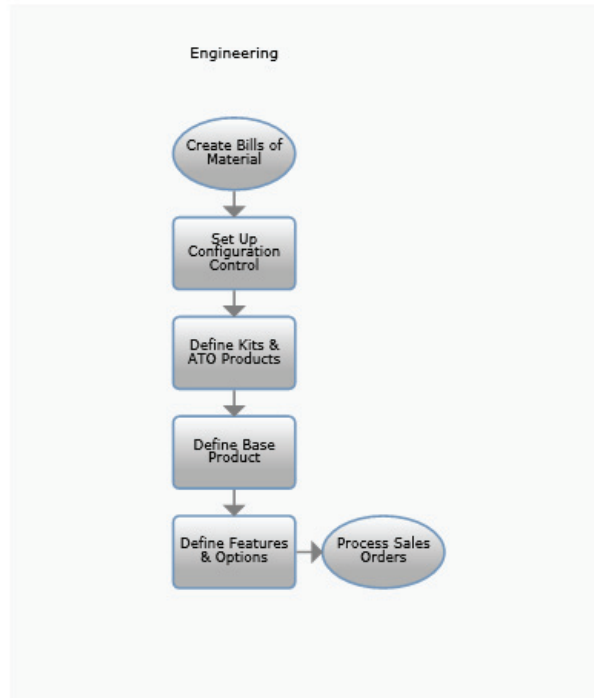 Engineering
Create Bills of
Material
Set Up
Configuration
Control
Define Kits &
ATO Products
Define Base
Product
Define Features
& Options
Process Sales
Orders